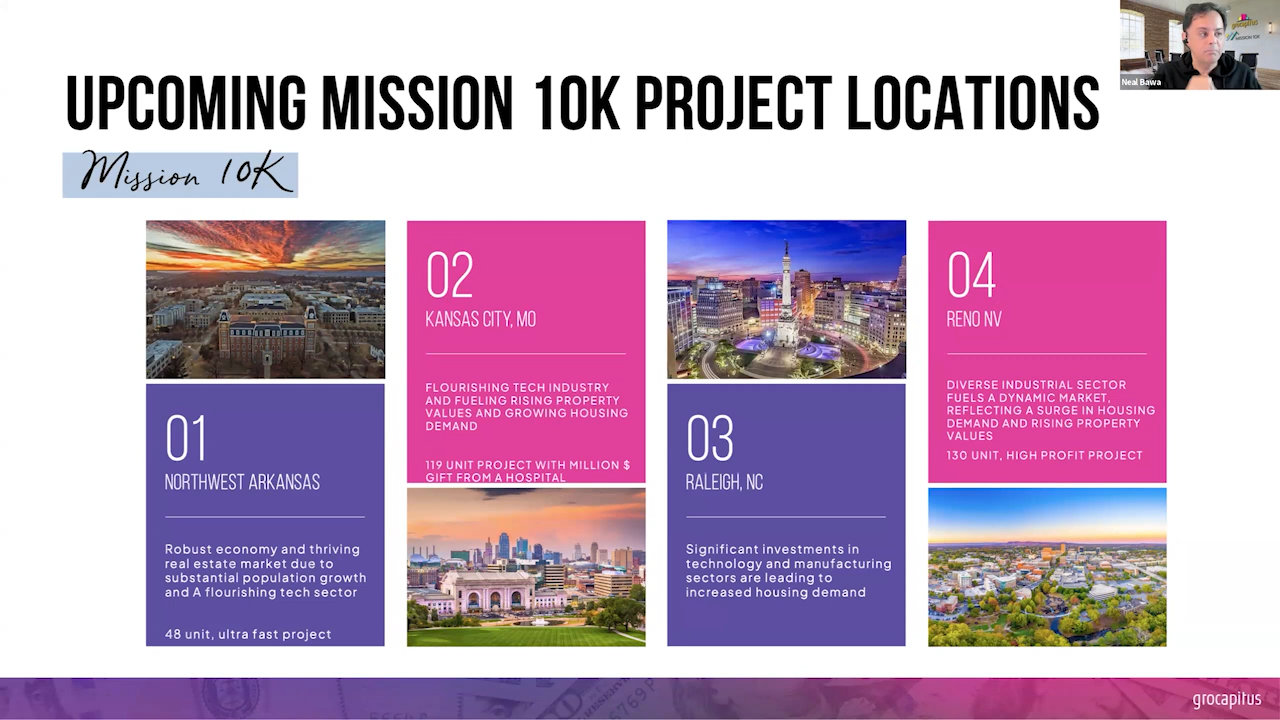 UPCOMING MISSION 10K PROJECT LOCATIONS
Mission 10K
01
NORTHWEST ARKANSAS
Robust economy and thriving
real estate market due to
substantial population growth
and A flourishing tech sector
48 unit, ultra fast project
02
KANSAS CITY, MO
FLOURISHING TECH INDUSTRY
AND FUELING RISING PROPERTY
VALUES AND GROWING HOUSING
DEMAND
119 UNIT PROJECT WITH MILLION $
GIFT FROM A HOSPITAL
03
RALEIGH, NC
Significant investments in
technology and manufacturing
sectors are leading to
increased housing demand
04
RENO NV
DIVERSE INDUSTRIAL SECTOR
FUELS A DYNAMIC MARKET,
REFLECTING A SURGE IN HOUSING
DEMAND AND RISING PROPERTY
VALUES
130 UNIT, HIGH PROFIT PROJECT
grocapitus
MISSION 10K
Neal Bawa
grocapitus